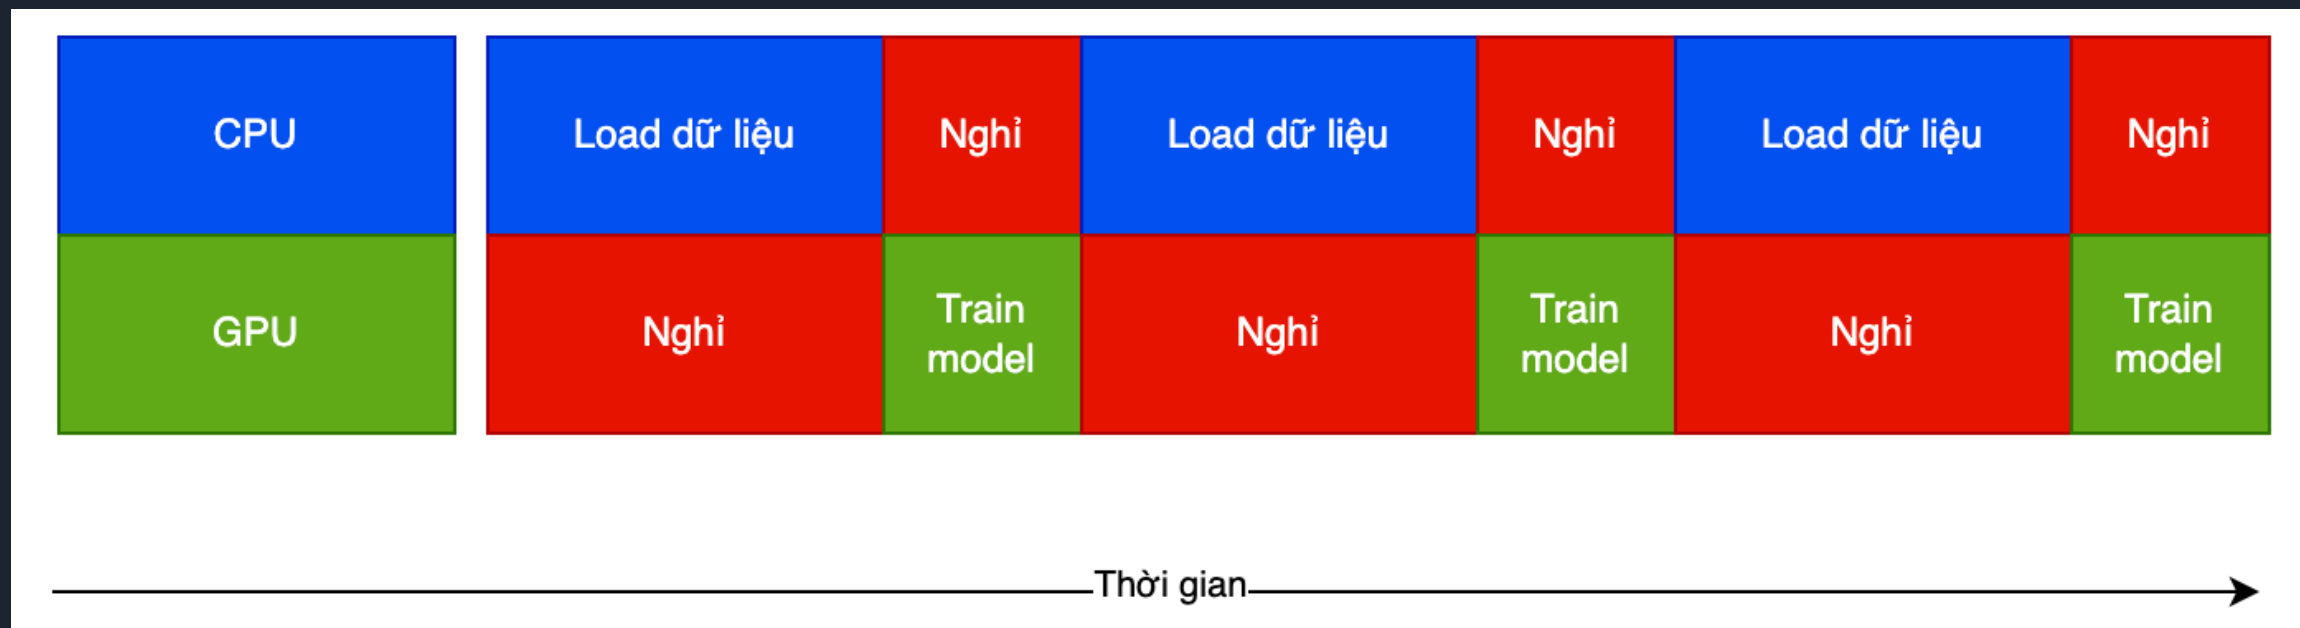 CPU
Load dữ liệu
Nghỉ
Load dữ liệu
Nghỉ
Load dữ liệu
Nghỉ
GPU
Nghỉ
Train
model
Nghỉ
Train
model
Nghỉ
Train
model
Thời gian